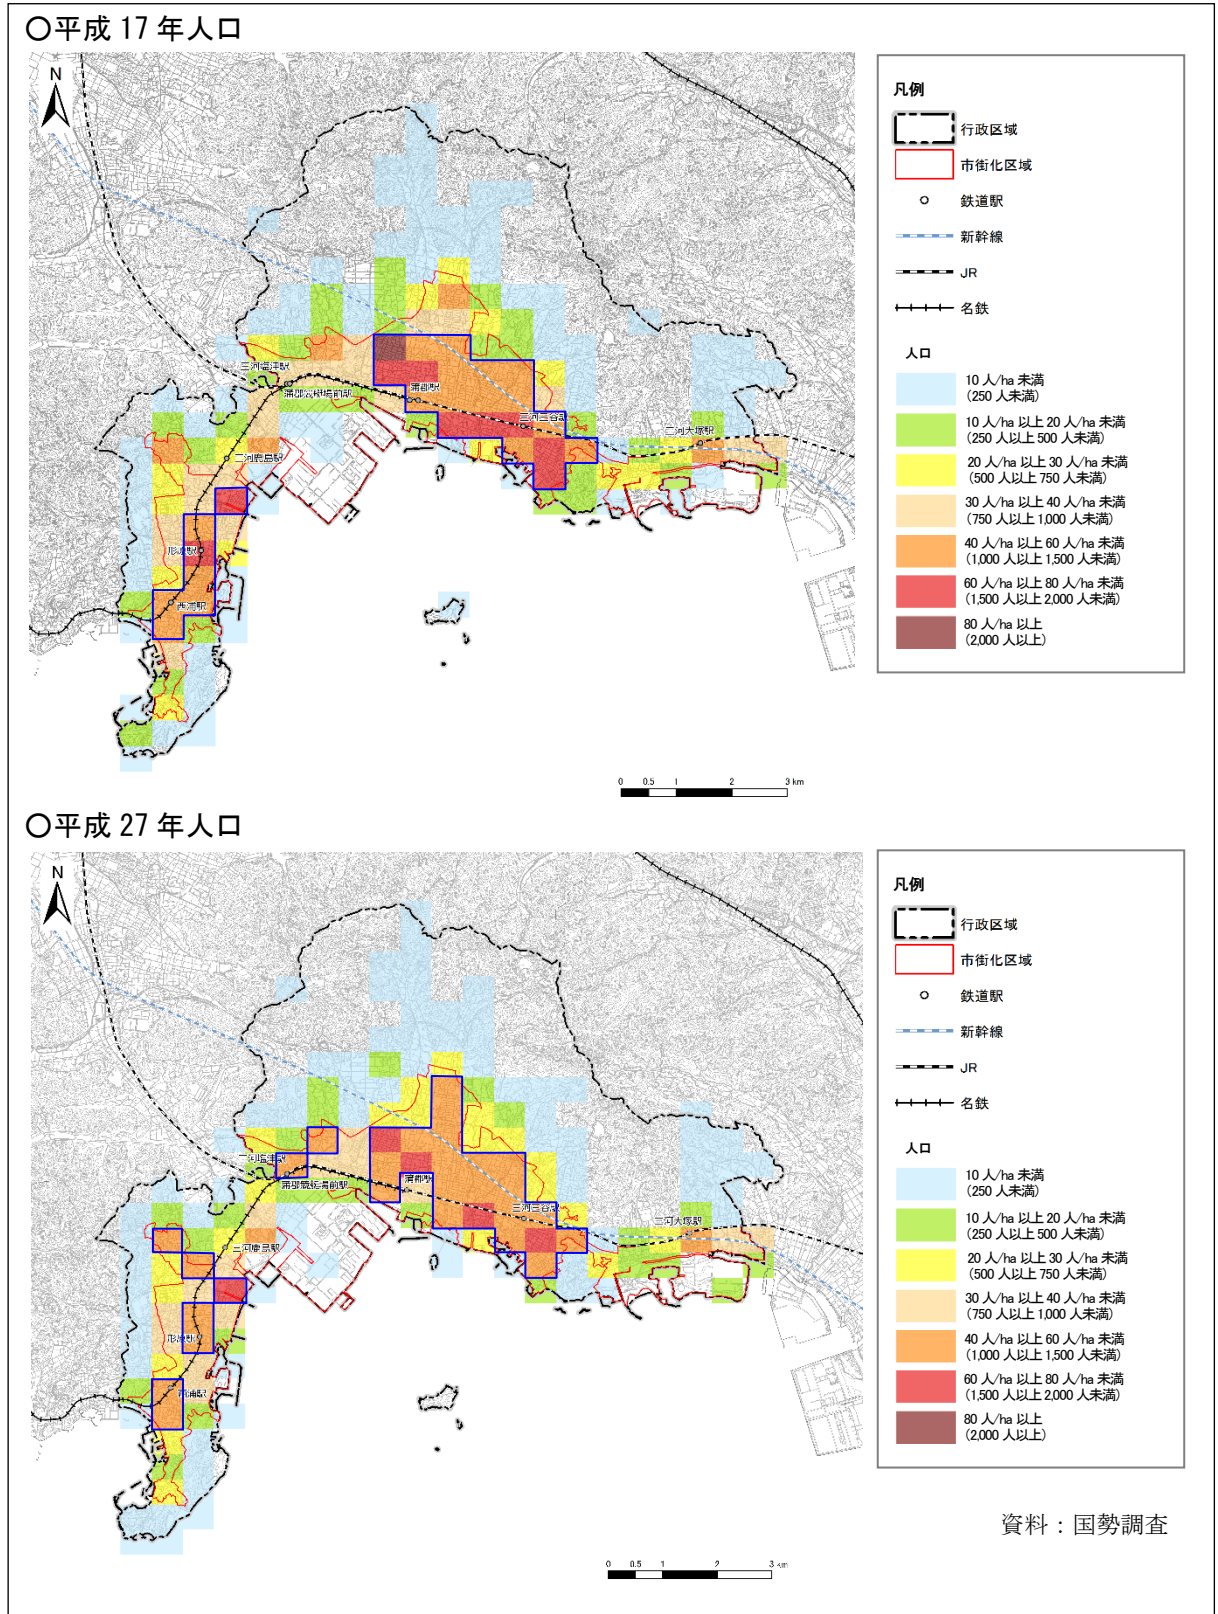 〇平成 17 年人口
N
三河塩津駅
蒲郡競艇場前駅
蒲郡駅
三河三谷駅
三河大塚駅
三河鹿島駅
形原駅
西浦駅
0 0.5 1 2 3 km
凡例
行政区域
市街化区域
鉄道駅
新幹線
JR
名鉄
人口
10 人/ha 未満
(250 人未満)
10 人/ha 以上 20 人/ha 未満
(250 人以上 500 人未満)
20 人/ha 以上 30 人/ha 未満
(500 人以上 750 人未満)
30 人/ha 以上 40 人/ha 未満
(750 人以上 1,000 人未満)
40 人/ha 以上 60 人/ha 未満
(1,000 人以上 1,500 人未満)
60 人/ha 以上 80 人/ha 未満
(1,500 人以上 2,000 人未満)
80 人/ha 以上
(2,000 人以上)
〇平成 27 年人口
N
三河塩津駅
蒲郡競艇場前駅
蒲郡駅
三河三谷駅
三河大塚駅
三河鹿島駅
形原駅
西浦駅
0 0.5 1 2 3 km
凡例
行政区域
市街化区域
鉄道駅
新幹線
JR
名鉄
人口
10 人/ha 未満
(250 人未満)
10 人/ha 以上 20 人/ha 未満
(250 人以上 500 人未満)
20 人/ha 以上 30 人/ha 未満
(500 人以上 750 人未満)
30 人/ha 以上 40 人/ha 未満
(750 人以上 1,000 人未満)
40 人/ha 以上 60 人/ha 未満
(1,000 人以上 1,500 人未満)
60 人/ha 以上 80 人/ha 未満
(1,500 人以上 2,000 人未満)
80 人/ha 以上
(2,000 人以上)
資料：国勢調査